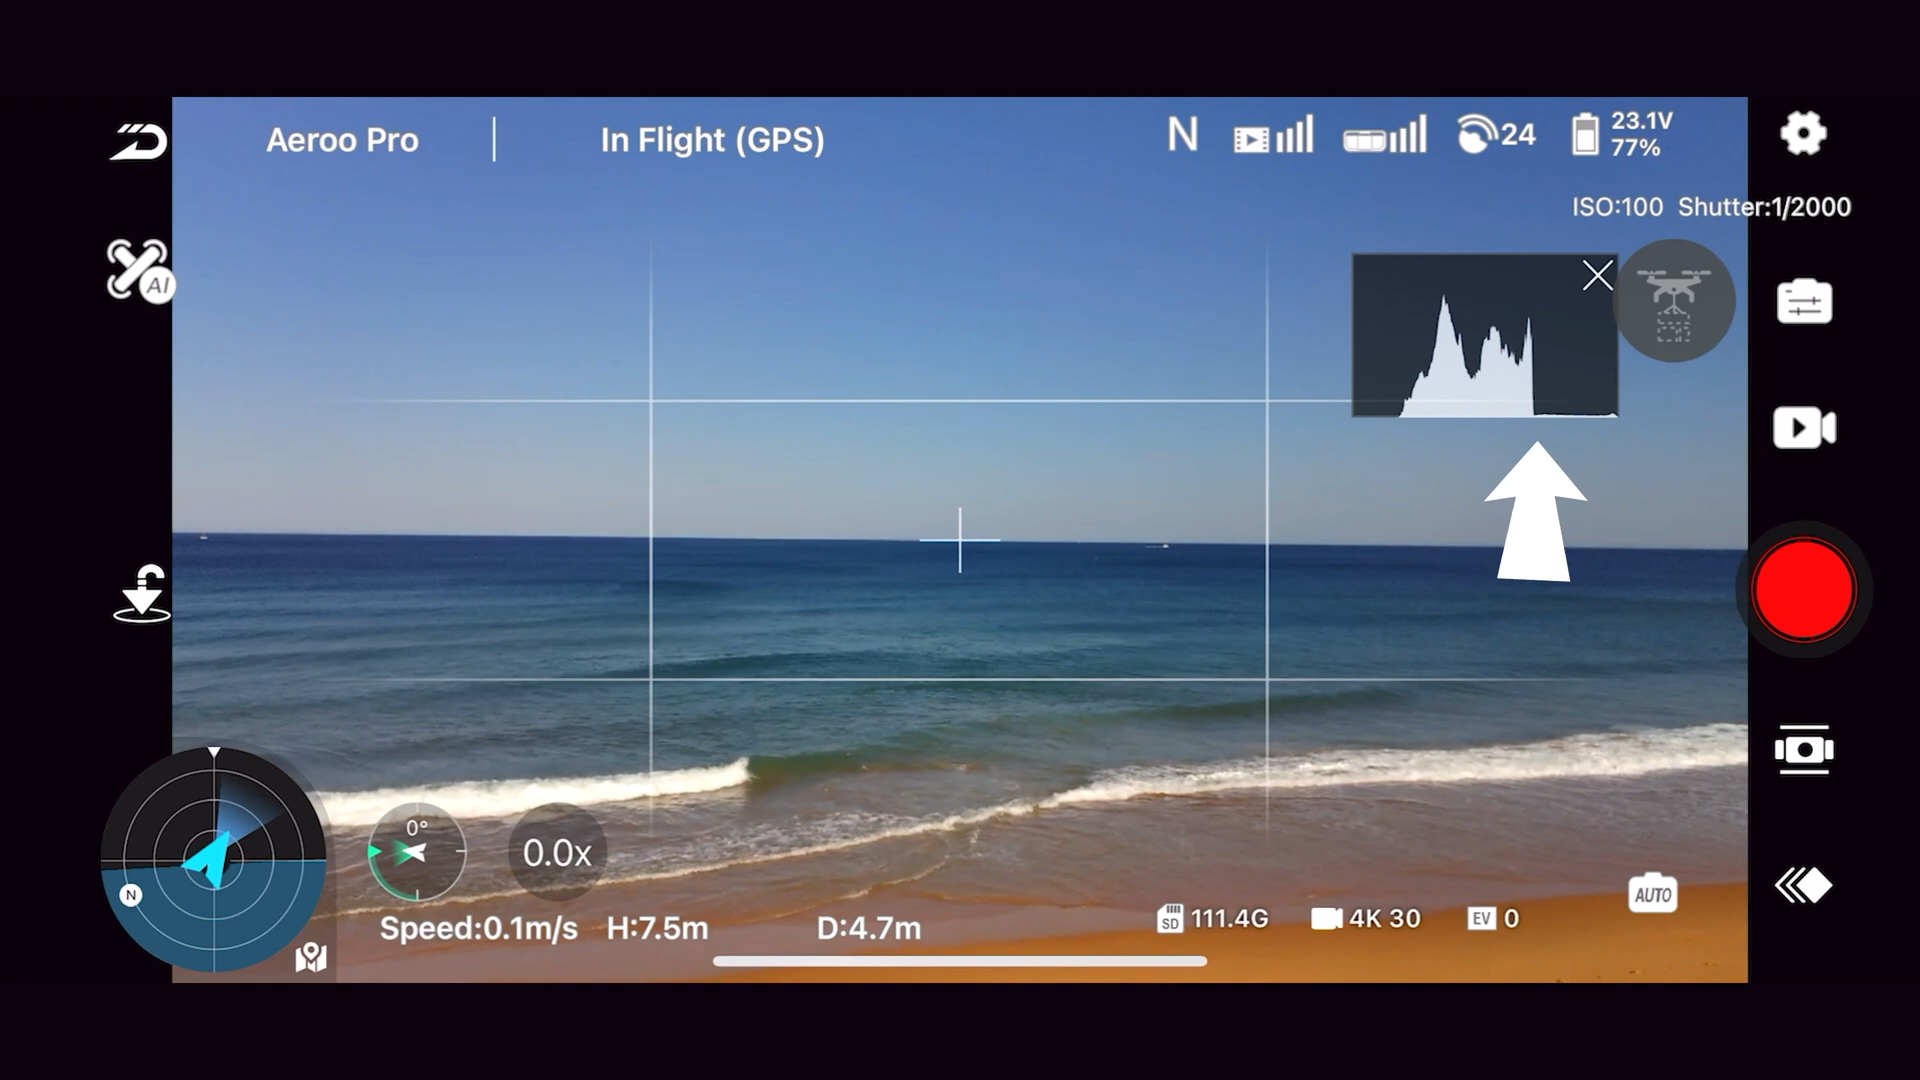 Aeroo Pro
In Flight (GPS)
N
24
23.1V
77%
ISO:100 Shutter:1/2000
AI
0°
0.0x
N
AUTO
Speed:0.1m/s H:7.5m D:4.7m
SD 111.4G
4K 30
EV 0